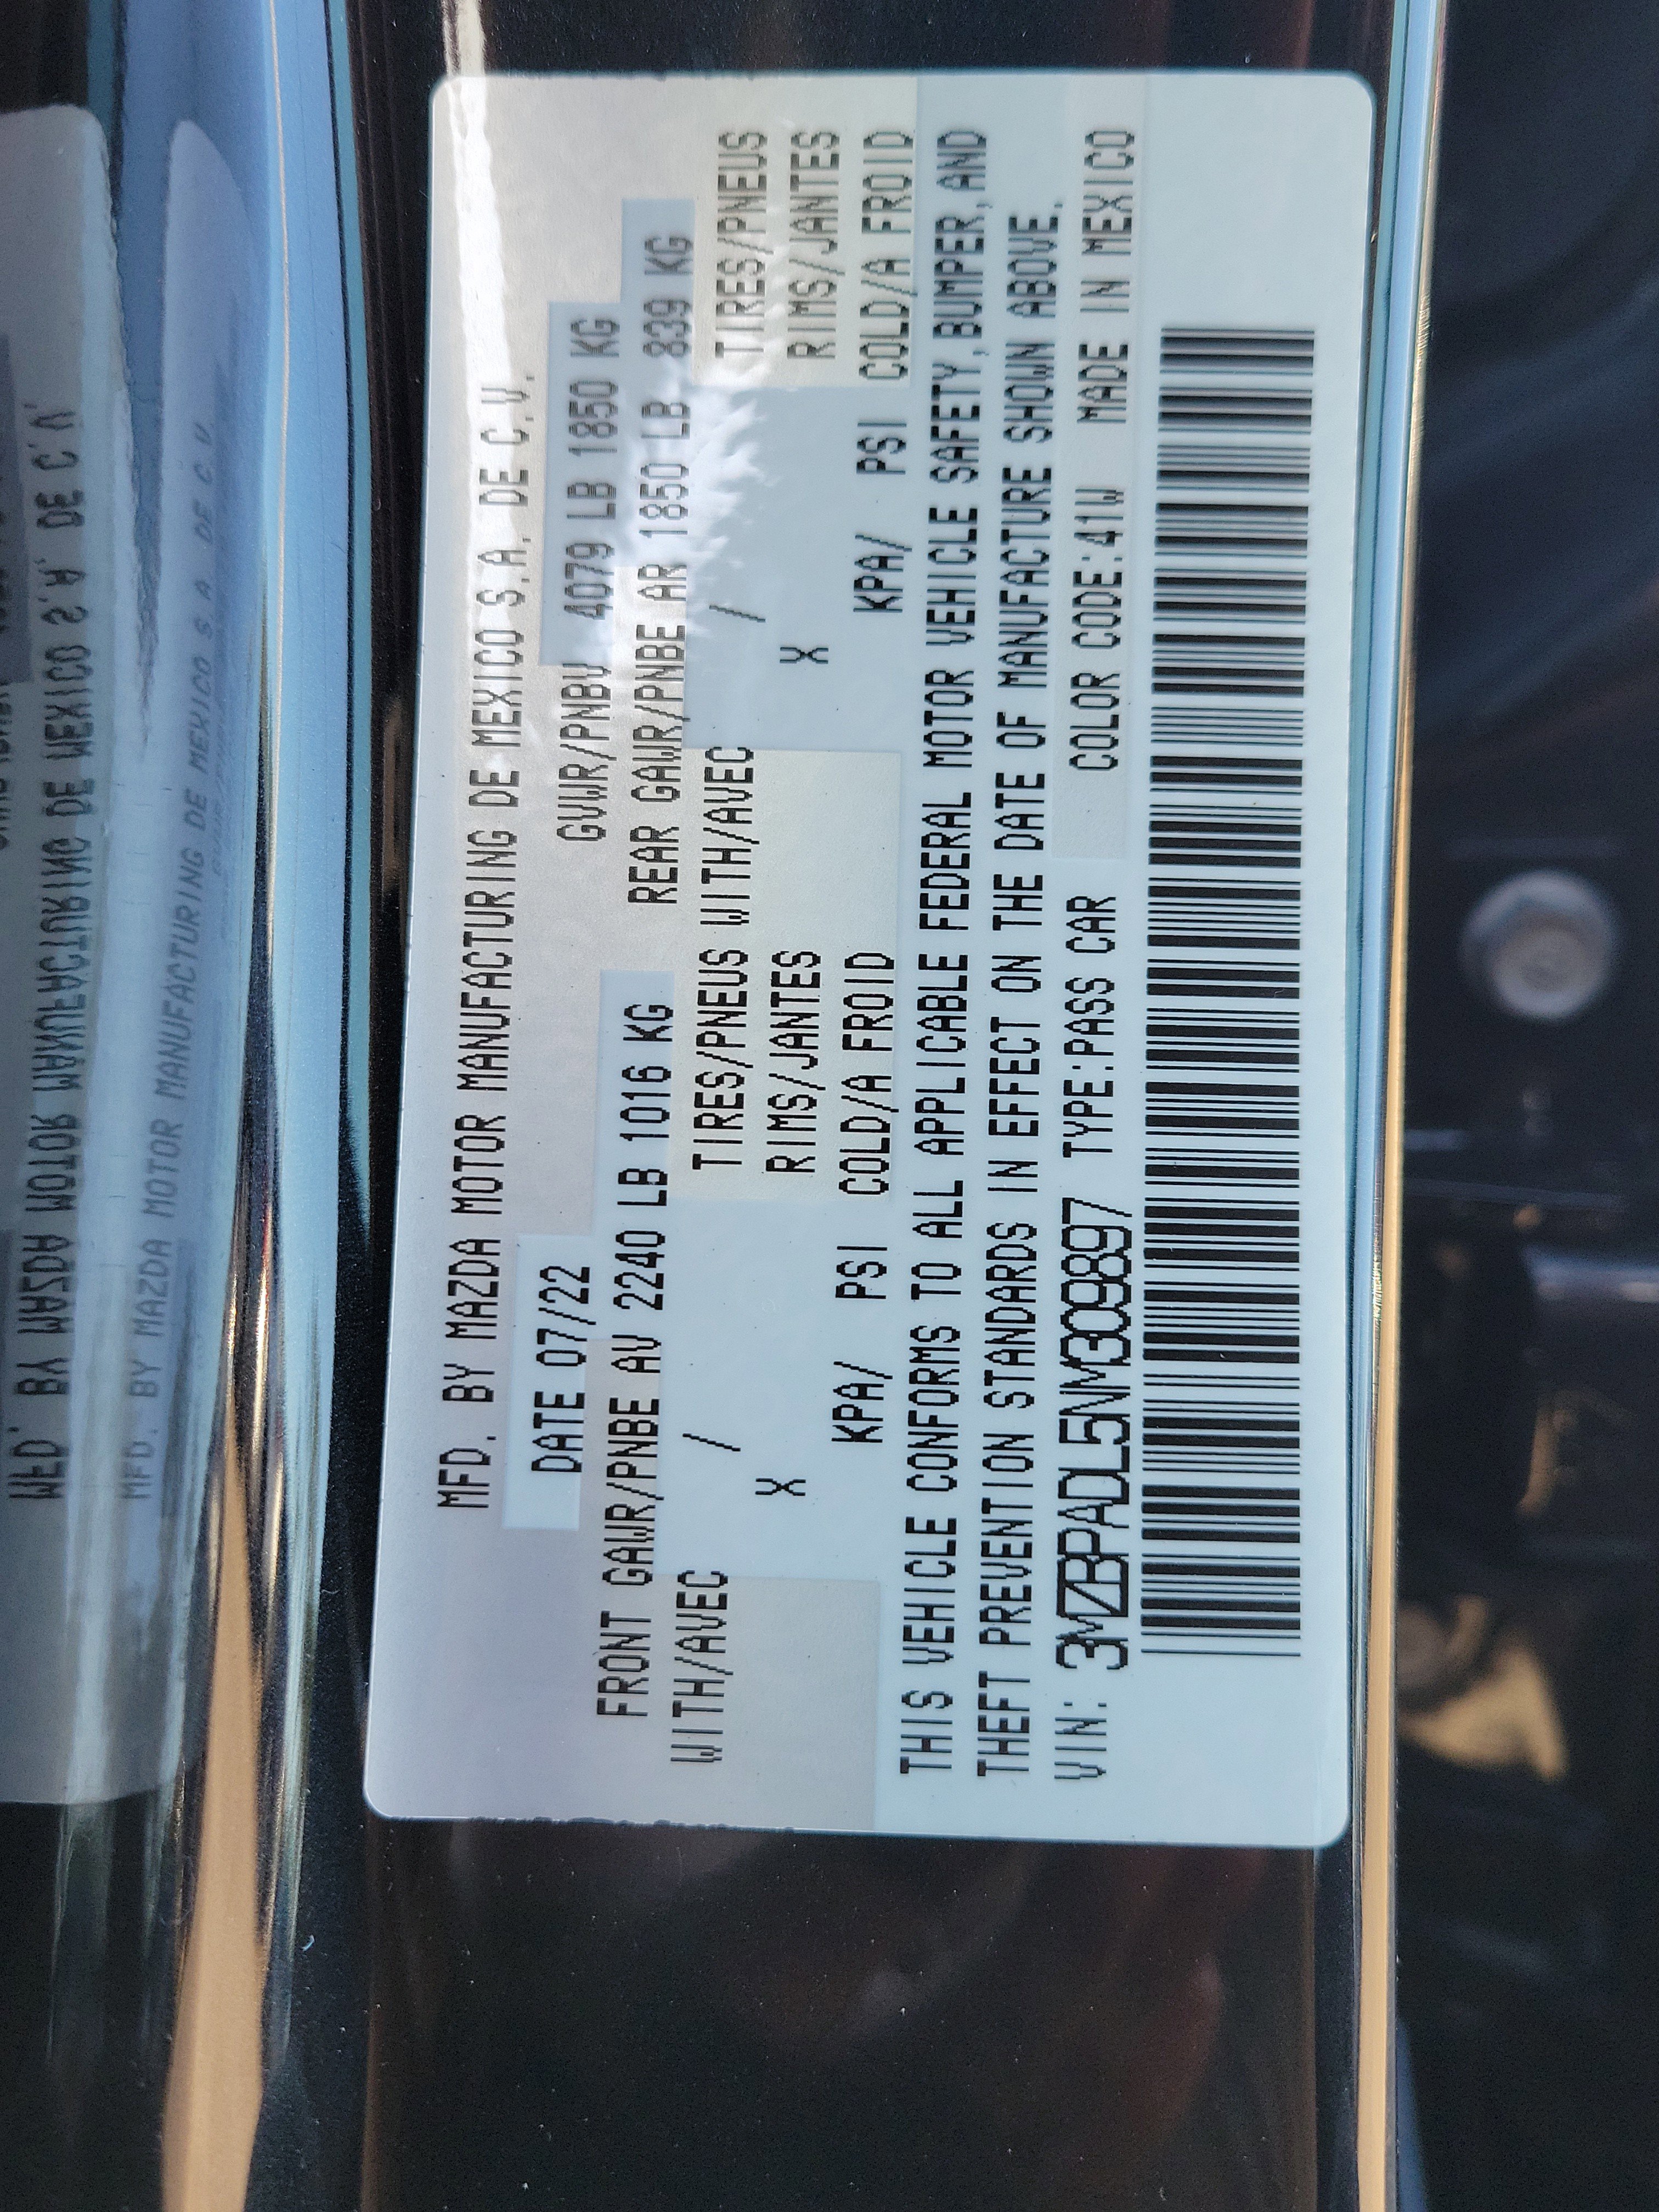 MFD. BY MAZDA MOTOR MANUFACTURING DE MEXICO S.A. DE C.V.
DATE 07/22 GVWR/PNBV 4079 LB 1850 KG
FRONT GAWR/PNBE AV 2240 LB 1016 KG REAR GAWR/PNBE AR 1850 LB 839 KG
WITH/AVEC / TIRES/PNEUS WITH/AVEC / TIRES/PNEUS
X RIMS/JANTES X RIMS/JANTES
KPA/ PSI COLD/A FROID KPA/ PSI COLD/A FROID
THIS VEHICLE CONFORMS TO ALL APPLICABLE FEDERAL MOTOR VEHICLE SAFETY,BUMPER,AND
THEFT PREVENTION STANDARDS IN EFFECT ON THE DATE OF MANUFACTURE SHOWN ABOVE.
VIN: 3MZBPADL5NM309897 TYPE:PASS CAR COLOR CODE:41W MADE IN MEXICO
MFD. BY MAZDA MOTOR MANUFACTURING DE MEXICO S.A. DE C.V.
MFD. BY MAZDA MOTOR MANUFACTURING DE MEXICO S.A. DE C.V.